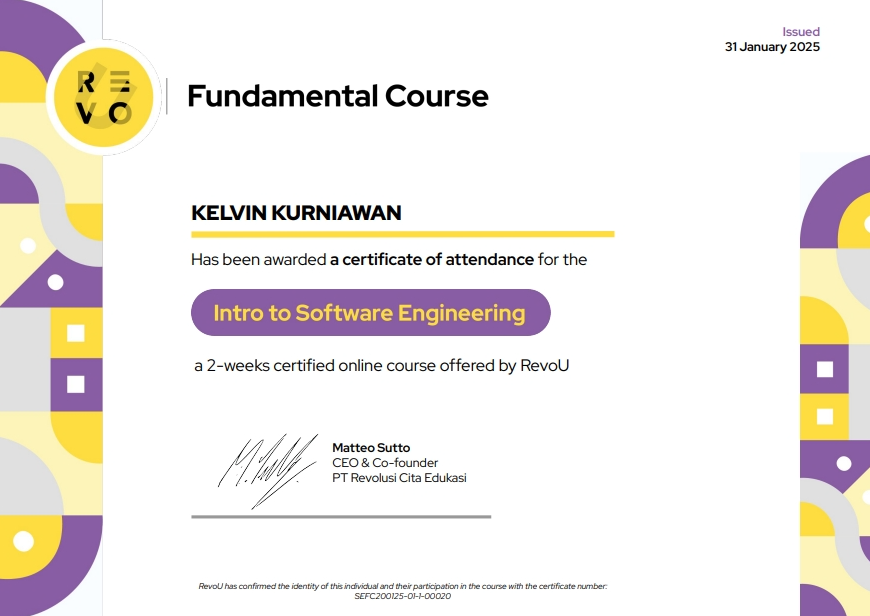 Issued
31 January 2025
R E
V O
Fundamental Course
KELVIN KURNIAWAN
Has been awarded a certificate of attendance for the
Intro to Software Engineering
a 2-weeks certified online course offered by RevoU
Matteo Sutto
CEO & Co-founder
PT Revolusi Cita Edukasi
RevoU has confirmed the identity of this individual and their participation in the course with the certificate number:
SEFC200125-01-I-00020